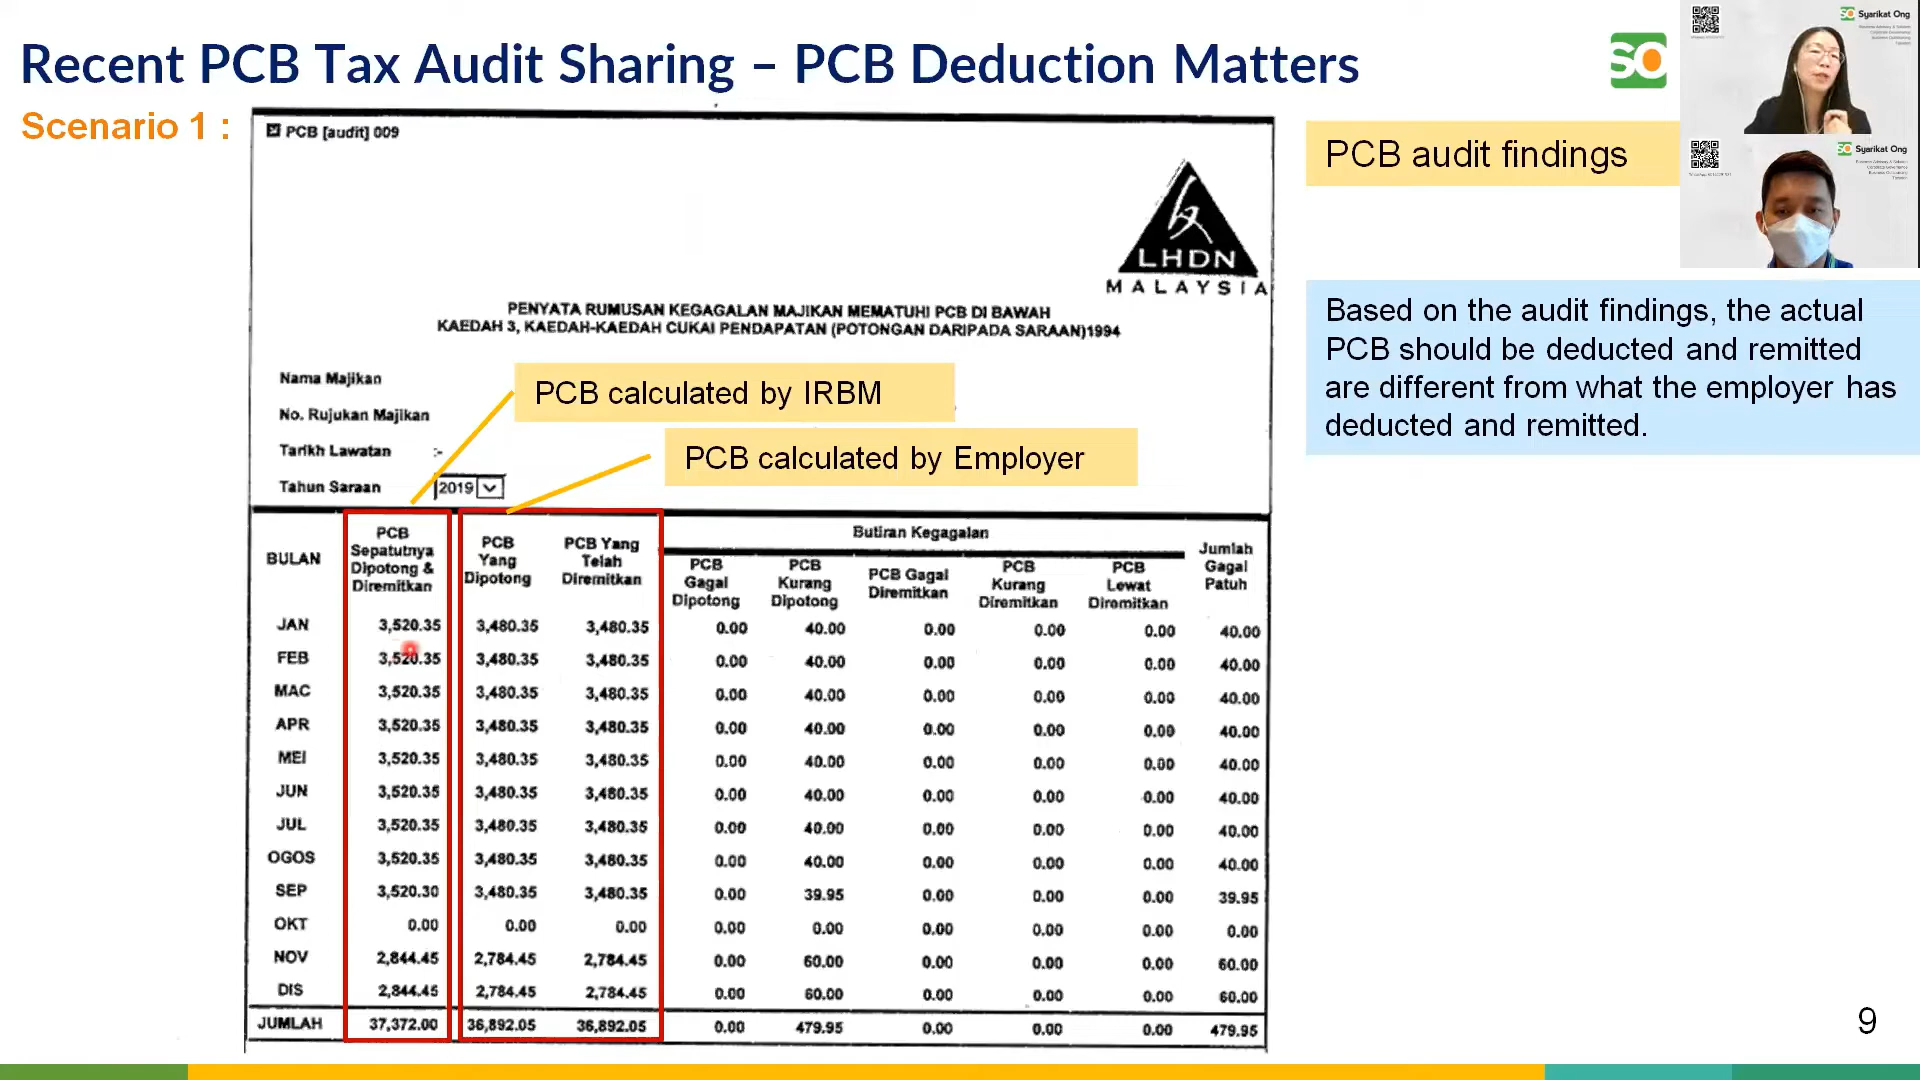 Recent PCB Tax Audit Sharing – PCB Deduction Matters
Scenario 1 :
PCB [audit] 009
LHDN
MALAYSIA
PENYATA RUMUSAN KEGAGALAN MAJIKAN MEMATUHI PCB DI BAWAH
KAEDAH 3, KAEDAH-KAEDAH CUKAI PENDAPATAN (POTONGAN DARIPADA SARAAN)1994
Nama Majikan
No. Rujukan Majikan
Tarikh Lawatan :-
Tahun Saraan 2019
PCB calculated by IRBM
PCB calculated by Employer
BULAN
PCB
Sepatutnya
Dipotong &
Diremitkan
PCB
Yang
Dipotong
PCB Yang
Telah
Diremitkan
Butiran Kegagalan
PCB
Gagal
Dipotong
PCB
Kurang
Dipotong
PCB Gagal
Diremitkan
PCB
Kurang
Diremitkan
PCB
Lewat
Diremitkan
Jumlah
Gagal
Patuh
JAN 3,520.35 3,480.35 3,480.35 0.00 40.00 0.00 0.00 0.00 40.00
FEB 3,520.35 3,480.35 3,480.35 0.00 40.00 0.00 0.00 0.00 40.00
MAC 3,520.35 3,480.35 3,480.35 0.00 40.00 0.00 0.00 0.00 40.00
APR 3,520.35 3,480.35 3,480.35 0.00 40.00 0.00 0.00 0.00 40.00
MEI 3,520.35 3,480.35 3,480.35 0.00 40.00 0.00 0.00 0.00 40.00
JUN 3,520.35 3,480.35 3,480.35 0.00 40.00 0.00 0.00 0.00 40.00
JUL 3,520.35 3,480.35 3,480.35 0.00 40.00 0.00 0.00 0.00 40.00
OGOS 3,520.35 3,480.35 3,480.35 0.00 40.00 0.00 0.00 0.00 40.00
SEP 3,520.30 3,480.35 3,480.35 0.00 39.95 0.00 0.00 0.00 39.95
OKT 0.00 0.00 0.00 0.00 0.00 0.00 0.00 0.00 0.00
NOV 2,844.45 2,784.45 2,784.45 0.00 60.00 0.00 0.00 0.00 60.00
DIS 2,844.45 2,784.45 2,784.45 0.00 60.00 0.00 0.00 0.00 60.00
JUMLAH 37,372.00 36,892.05 36,892.05 0.00 479.95 0.00 0.00 0.00 479.95
SO
PCB audit findings
Based on the audit findings, the actual
PCB should be deducted and remitted
are different from what the employer has
deducted and remitted.
SO Syarikat Ong
SO Syarikat Ong
9